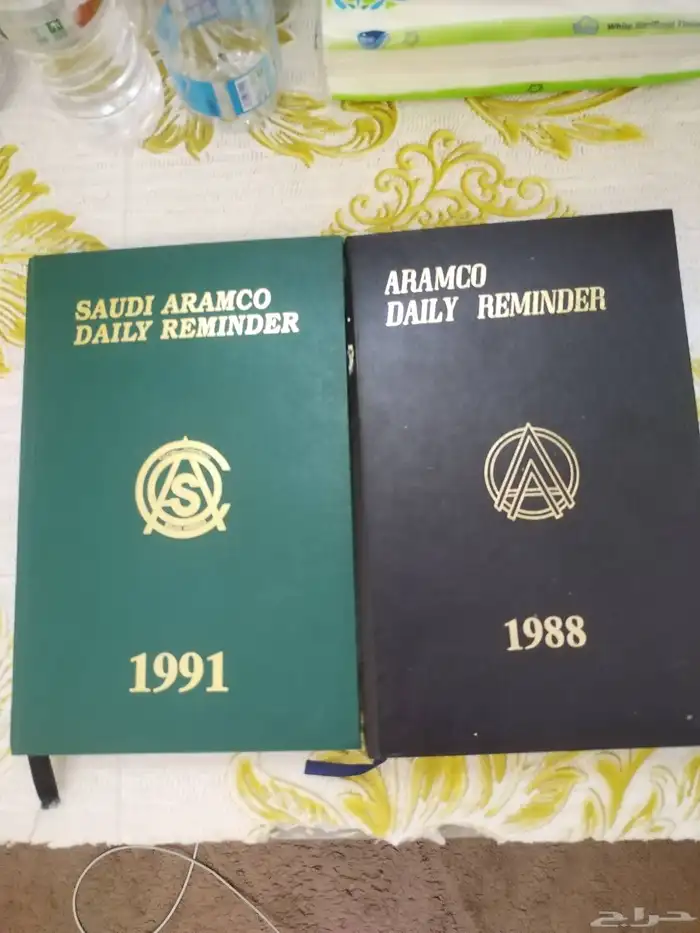 SAUDI ARAMCO
DAILY REMINDER
S
1991
ARAMCO
DAILY REMINDER
1988
حراج